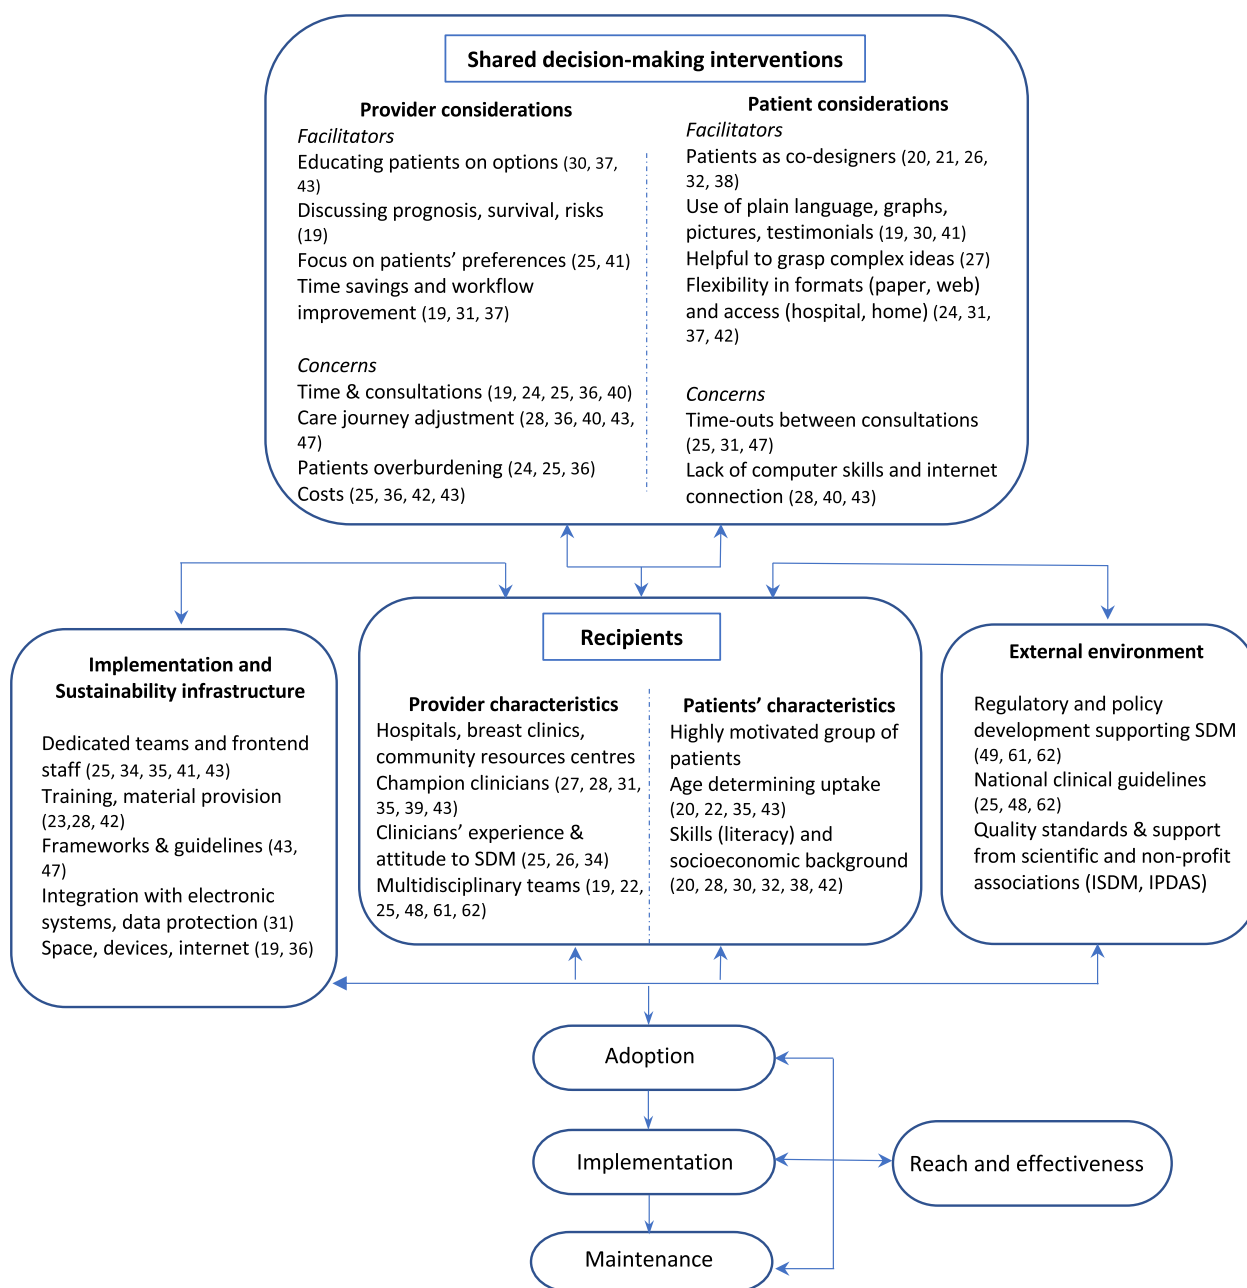 Shared decision-making interventions
Provider considerations
Facilitators
Educating patients on options (30, 37,
43)
Discussing prognosis, survival, risks
(19)
Focus on patients’ preferences (25, 41)
Time savings and workflow
improvement (19, 31, 37)
Concerns
Time & consultations (19, 24, 25, 36, 40)
Care journey adjustment (28, 36, 40, 43,
47)
Patients overburdening (24, 25, 36)
Costs (25, 36, 42, 43)
Patient considerations
Facilitators
Patients as co-designers (20, 21, 26,
32, 38)
Use of plain language, graphs,
pictures, testimonials (19, 30, 41)
Helpful to grasp complex ideas (27)
Flexibility in formats (paper, web)
and access (hospital, home) (24, 31,
37, 42)
Concerns
Time-outs between consultations
(25, 31, 47)
Lack of computer skills and internet
connection (28, 40, 43)
Implementation and
Sustainability infrastructure
Dedicated teams and frontend
staff (25, 34, 35, 41, 43)
Training, material provision
(23,28, 42)
Frameworks & guidelines (43,
47)
Integration with electronic
systems, data protection (31)
Space, devices, internet (19, 36)
Recipients
Provider characteristics
Hospitals, breast clinics,
community resources centres
Champion clinicians (27, 28, 31,
35, 39, 43)
Clinicians’ experience &
attitude to SDM (25, 26, 34)
Multidisciplinary teams (19, 22,
25, 48, 61, 62)
Patients’ characteristics
Highly motivated group of
patients
Age determining uptake
(20, 22, 35, 43)
Skills (literacy) and
socioeconomic background
(20, 28, 30, 32, 38, 42)
External environment
Regulatory and policy
development supporting SDM
(49, 61, 62)
National clinical guidelines
(25, 48, 62)
Quality standards & support
from scientific and non-profit
associations (ISDM, IPDAS)
Adoption
Implementation
Reach and effectiveness
Maintenance